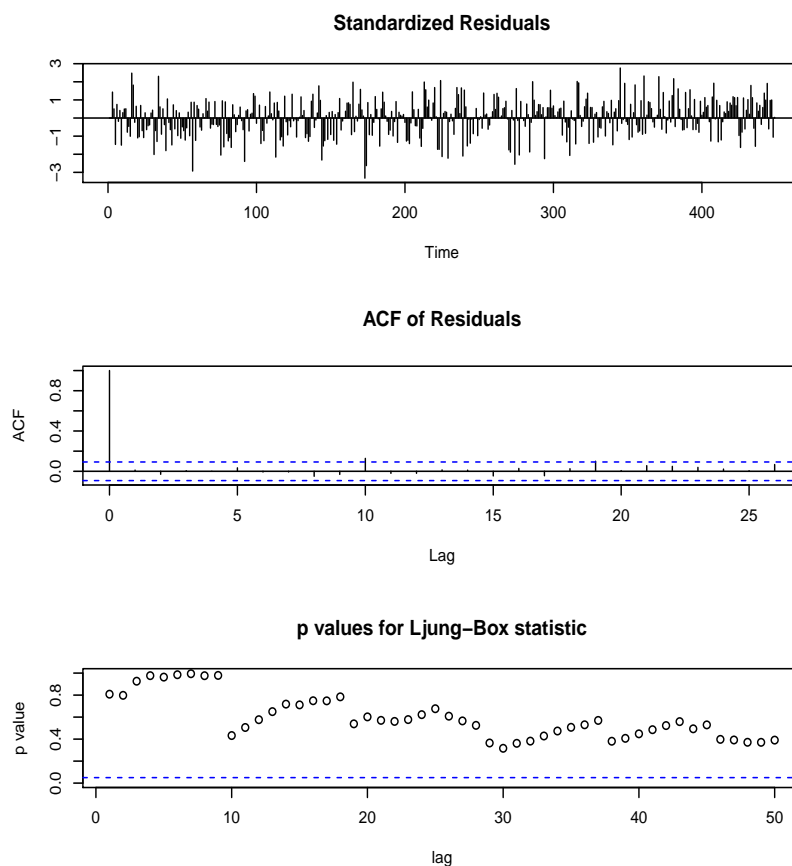 Standardized Residuals
3
1
−1
−3
0 100 200 300 400
Time
ACF of Residuals
ACF
0.8
0.4
0.0
0 5 10 15 20 25
Lag
p values for Ljung−Box statistic
p value
0.8
0.4
0.0
0 10 20 30 40 50
lag